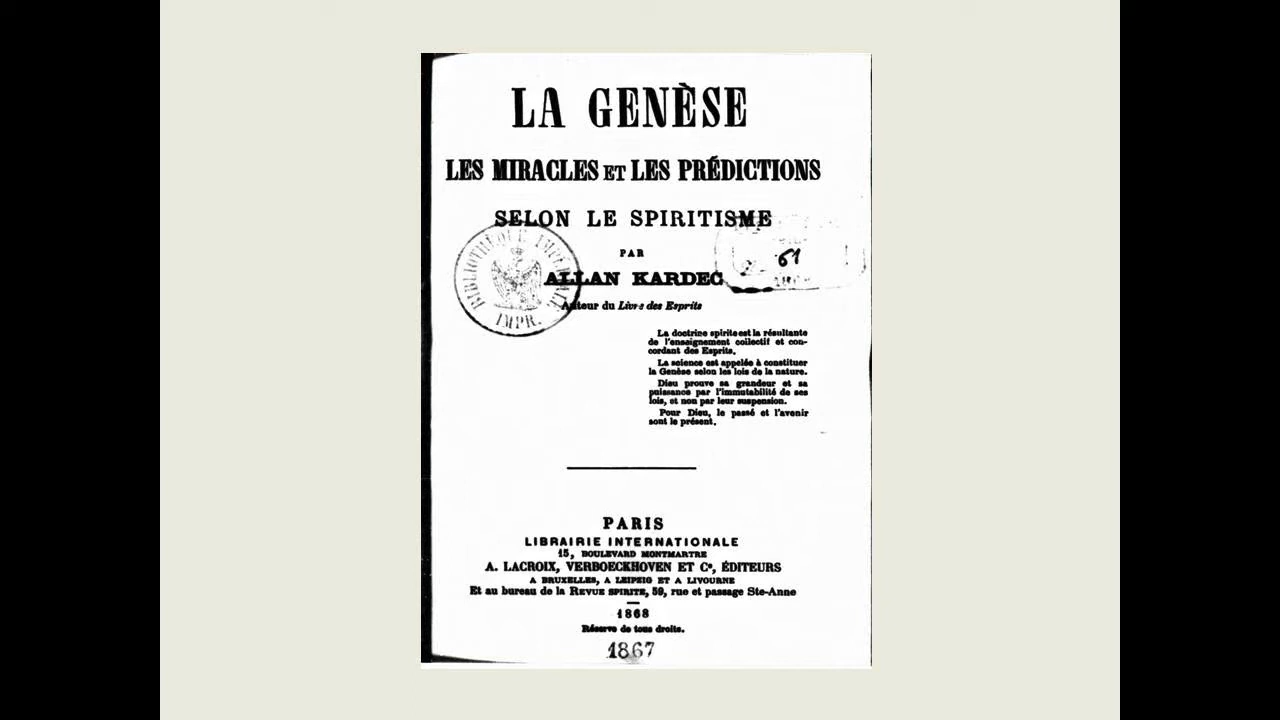 LA GENÈSE
LES MIRACLES ET LES PRÉDICTIONS
SELON LE SPIRITISME
PAR
ALLAN KARDEC
Auteur du Livre des Esprits
BIBLIOTHÈQUE IMPÉRIALE
IMPR.
61
La doctrine spirite est la résultante
de l'enseignement collectif et con-
cordant des Esprits.
La science est appelée à constituer
la Genèse selon les lois de la nature.
Dieu prouve sa grandeur et sa
puissance par l'immutabilité de ses
lois, et non par leur suspension.
Pour Dieu, le passé et l'avenir
sont le présent.
PARIS
LIBRAIRIE INTERNATIONALE
15, BOULEVARD MONTMARTRE
A. LACROIX, VERBOECKHOVEN ET Cᵉ, ÉDITEURS
A BRUXELLES, A LEIPZIG ET A LIVOURNE
Et au bureau de la REVUE SPIRITE, 59, rue et passage Ste-Anne
1868
Réserve de tous droits.
1867